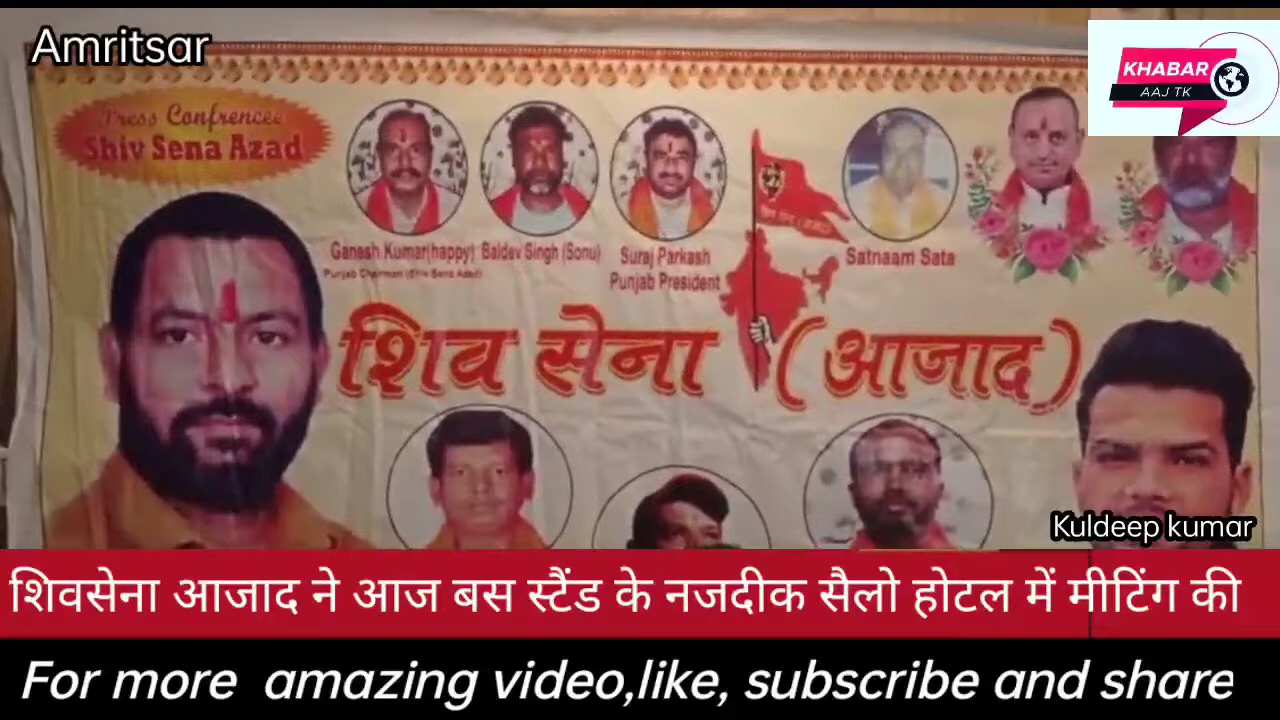 Amritsar
KHABAR
AAJ TK
Press Confrencee
Shiv Sena Azad
Ganesh Kumar(happy)
Punjab Chairman (Shiv Sena Azad)
Baldev Singh (Sonu)
Suraj Parkash
Punjab President
Satnaam Sata
शिव सेना (आजाद)
Kuldeep kumar
शिवसेना आजाद ने आज बस स्टैंड के नजदीक सैलो होटल में मीटिंग की
For more amazing video,like, subscribe and share